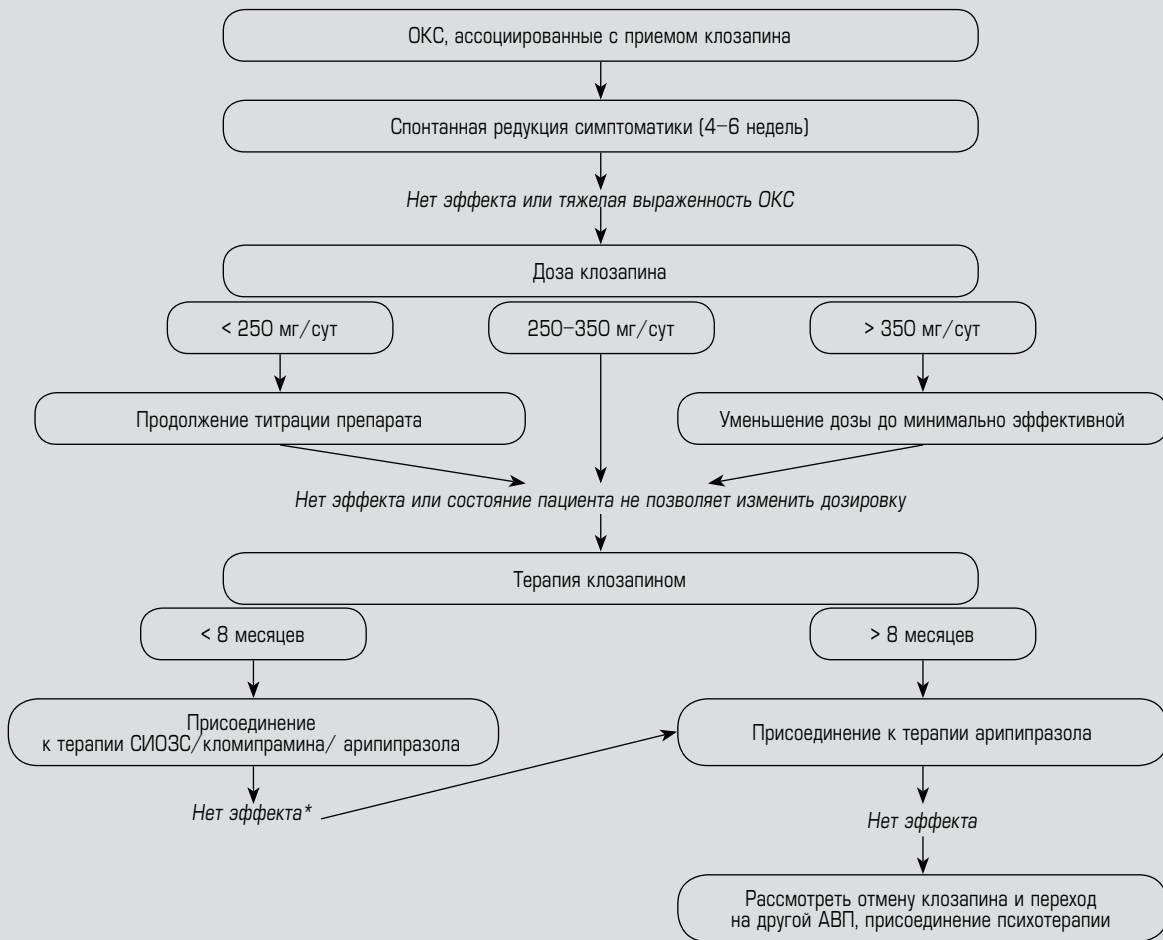 ОКС, ассоциированные с приемом клозапина
Спонтанная редукция симптоматики (4–6 недель)
Нет эффекта или тяжелая выраженность ОКС
Доза клозапина
< 250 мг/сут
250–350 мг/сут
> 350 мг/сут
Продолжение титрации препарата
Уменьшение дозы до минимально эффективной
Нет эффекта или состояние пациента не позволяет изменить дозировку
Терапия клозапином
< 8 месяцев
> 8 месяцев
Присоединение
к терапии СИОЗС/кломипрамина/ арипипразола
Присоединение к терапии арипипразола
Нет эффекта*
Нет эффекта
Рассмотреть отмену клозапина и переход
на другой АВП, присоединение психотерапии